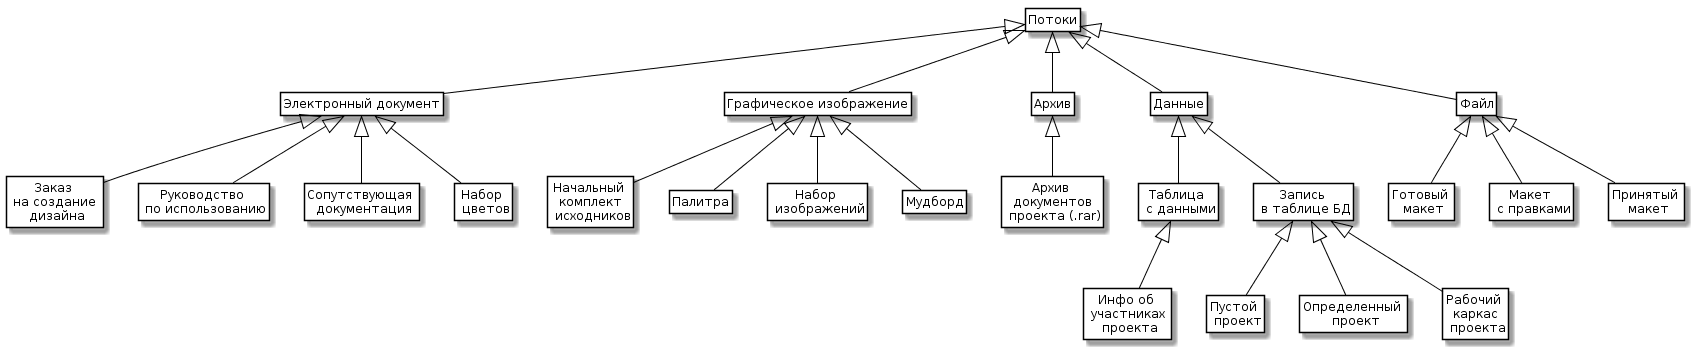 Потоки
Электронный документ
Графическое изображение
Архив
Данные
Файл
Заказ
на создание
дизайна
Руководство
по использованию
Сопутствующая
документация
Набор
цветов
Начальный
комплект
исходников
Палитра
Набор
изображений
Мудборд
Архив
документов
проекта (.rar)
Таблица
с данными
Запись
в таблице БД
Готовый
макет
Макет
с правками
Принятый
макет
Инфо об
участниках
проекта
Пустой
проект
Определенный
проект
Рабочий
каркас
проекта